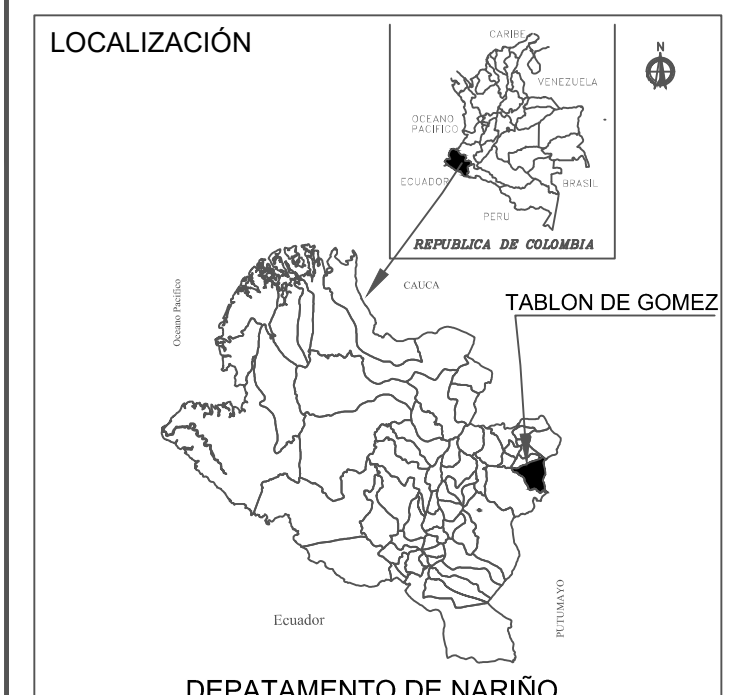 LOCALIZACIÓN
CARIBE
N
VENEZUELA
OCEANO
PACIFICO
ECUADOR
BRASIL
PERU
REPUBLICA DE COLOMBIA
CAUCA
Oceano Pacifico
TABLON DE GOMEZ
PUTUMAYO
Ecuador
DEPATAMENTO DE NARIÑO